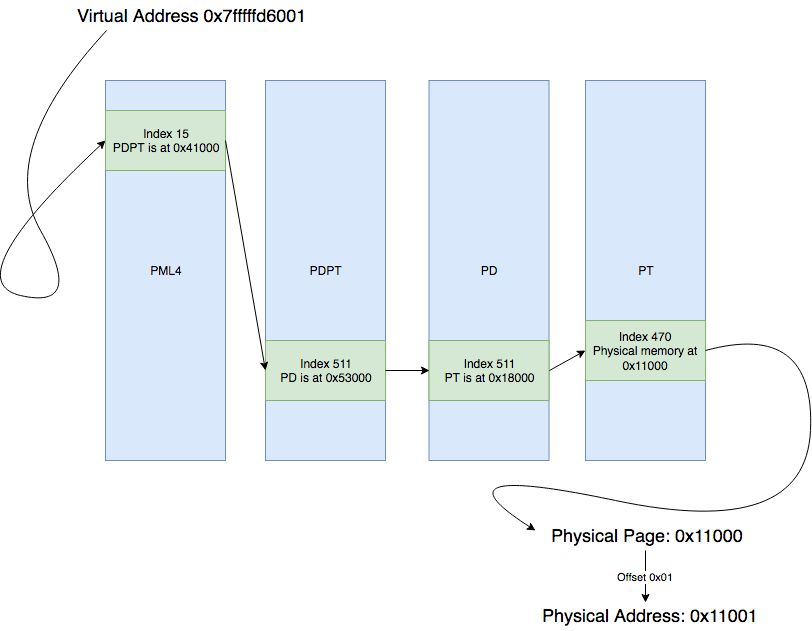 Virtual Address 0x7fffffd6001
Index 15
PDPT is at 0x41000
PML4
PDPT
PD
PT
Index 511
PD is at 0x53000
Index 511
PT is at 0x18000
Index 470
Physical memory at
0x11000
Physical Page: 0x11000
Offset 0x01
Physical Address: 0x11001